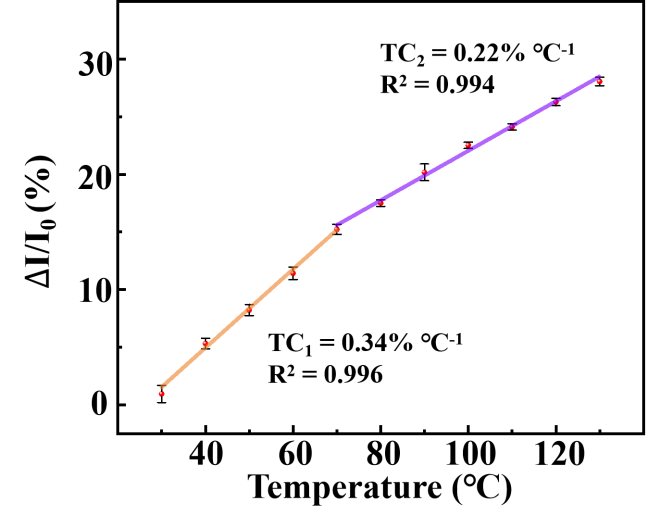 TC₂ = 0.22% °C⁻¹
R² = 0.994
30
20
10
0
ΔI/I₀ (%)
TC₁ = 0.34% °C⁻¹
R² = 0.996
40 60 80 100 120
Temperature (°C)